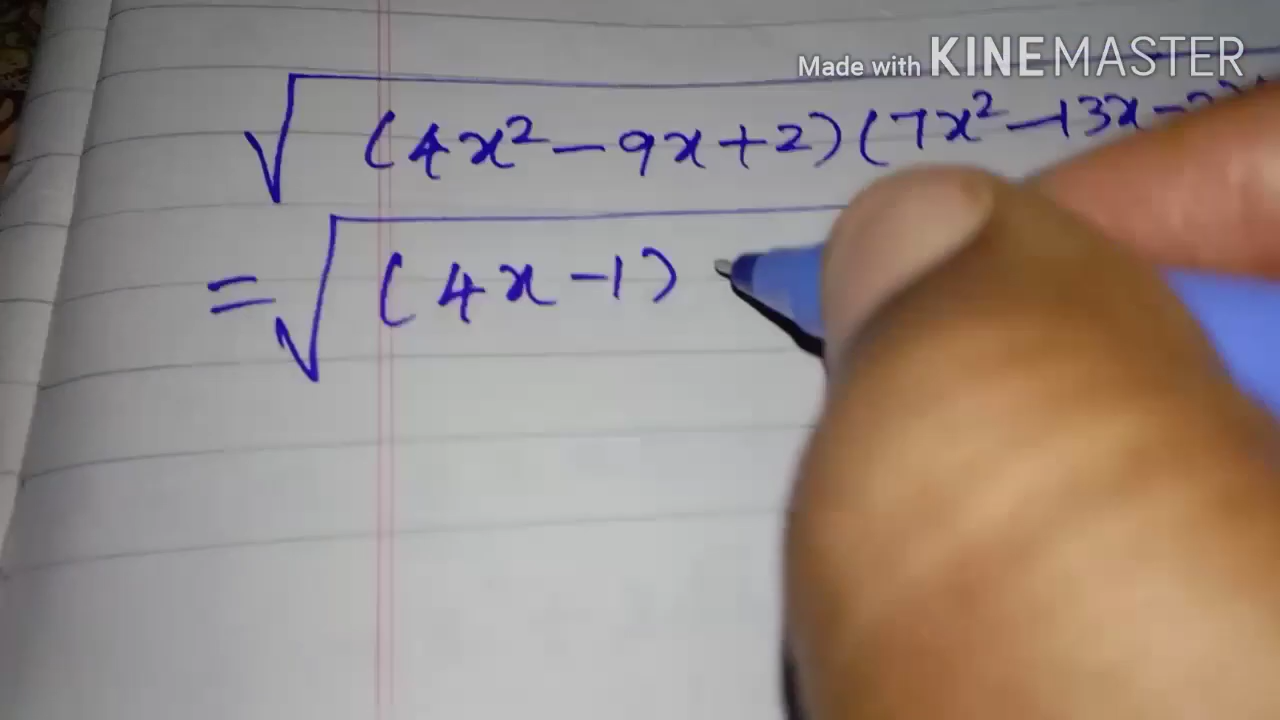 Made with KINEMASTER
√(4x² - 9x + 2)(7x² - 13x -
= √(4x - 1)